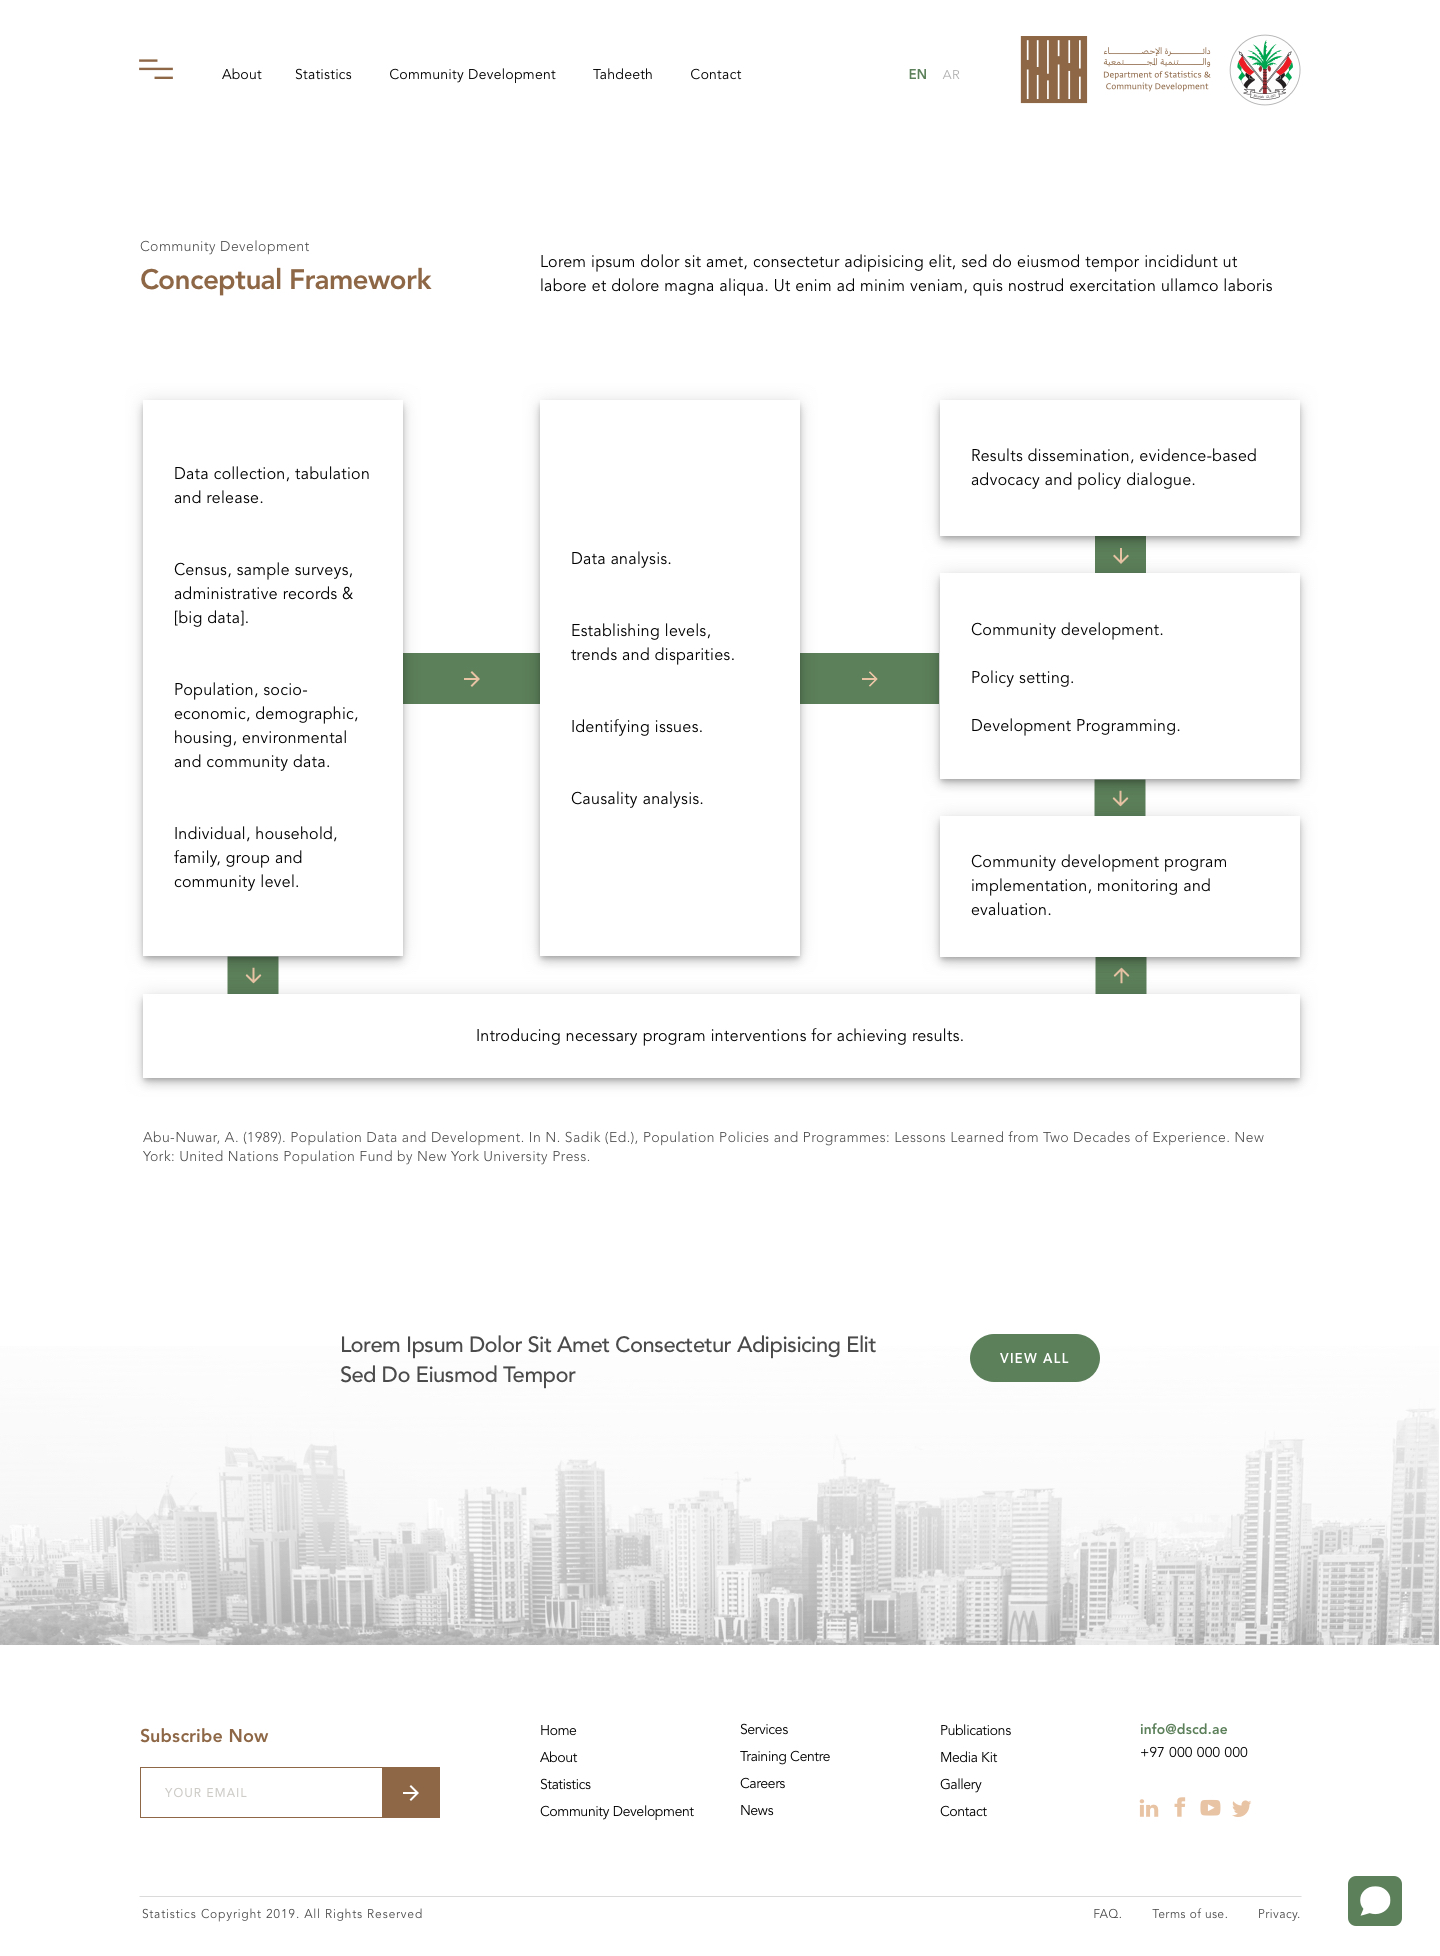 About Statistics Community Development Tahdeeth Contact
EN AR
دائـــرة الإحصـــاء
والـــتنمية المجـــتمعية
Department of Statistics &
Community Development
Community Development
Conceptual Framework
Lorem ipsum dolor sit amet, consectetur adipisicing elit, sed do eiusmod tempor incididunt ut
labore et dolore magna aliqua. Ut enim ad minim veniam, quis nostrud exercitation ullamco laboris
Data collection, tabulation
and release.
Census, sample surveys,
administrative records &
[big data].
Population, socio-
economic, demographic,
housing, environmental
and community data.
Individual, household,
family, group and
community level.
Data analysis.
Establishing levels,
trends and disparities.
Identifying issues.
Causality analysis.
Results dissemination, evidence-based
advocacy and policy dialogue.
Community development.
Policy setting.
Development Programming.
Community development program
implementation, monitoring and
evaluation.
Introducing necessary program interventions for achieving results.
Abu-Nuwar, A. (1989). Population Data and Development. In N. Sadik (Ed.), Population Policies and Programmes: Lessons Learned from Two Decades of Experience. New
York: United Nations Population Fund by New York University Press.
Lorem Ipsum Dolor Sit Amet Consectetur Adipisicing Elit
Sed Do Eiusmod Tempor
VIEW ALL
Subscribe Now
YOUR EMAIL
Home
About
Statistics
Community Development
Services
Training Centre
Careers
News
Publications
Media Kit
Gallery
Contact
info@dscd.ae
+97 000 000 000
Statistics Copyright 2019. All Rights Reserved
FAQ. Terms of use. Privacy.